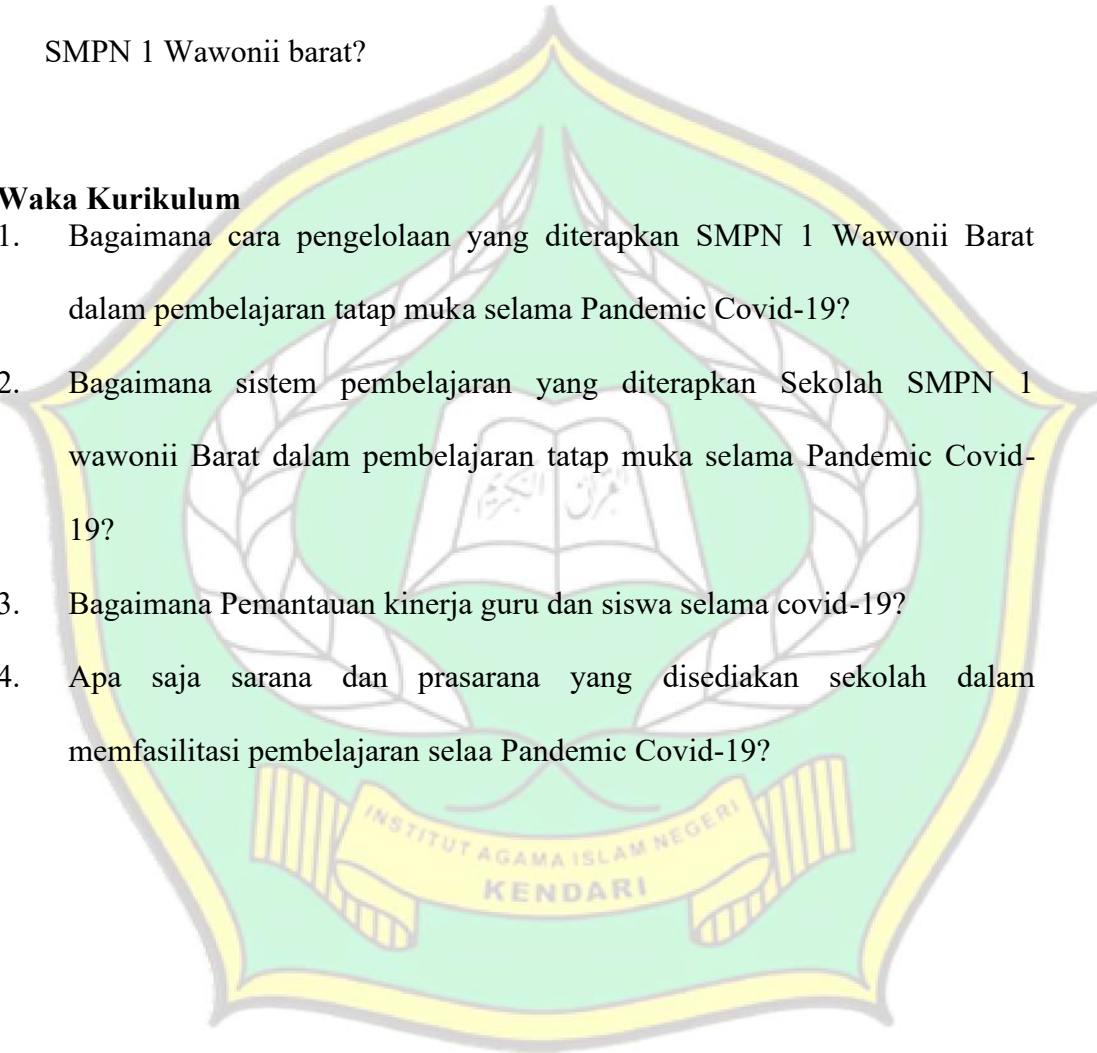 SMPN 1 Wawonii barat?
Waka Kurikulum
1. Bagaimana cara pengelolaan yang diterapkan SMPN 1 Wawonii Barat
dalam pembelajaran tatap muka selama Pandemic Covid-19?
2. Bagaimana sistem pembelajaran yang diterapkan Sekolah SMPN 1
wawonii Barat dalam pembelajaran tatap muka selama Pandemic Covid-
19?
3. Bagaimana Pemantauan kinerja guru dan siswa selama covid-19?
4. Apa saja sarana dan prasarana yang disediakan sekolah dalam
memfasilitasi pembelajaran selaa Pandemic Covid-19?
القرآن الكريم
INSTITUT AGAMA ISLAM NEGERI
KENDARI